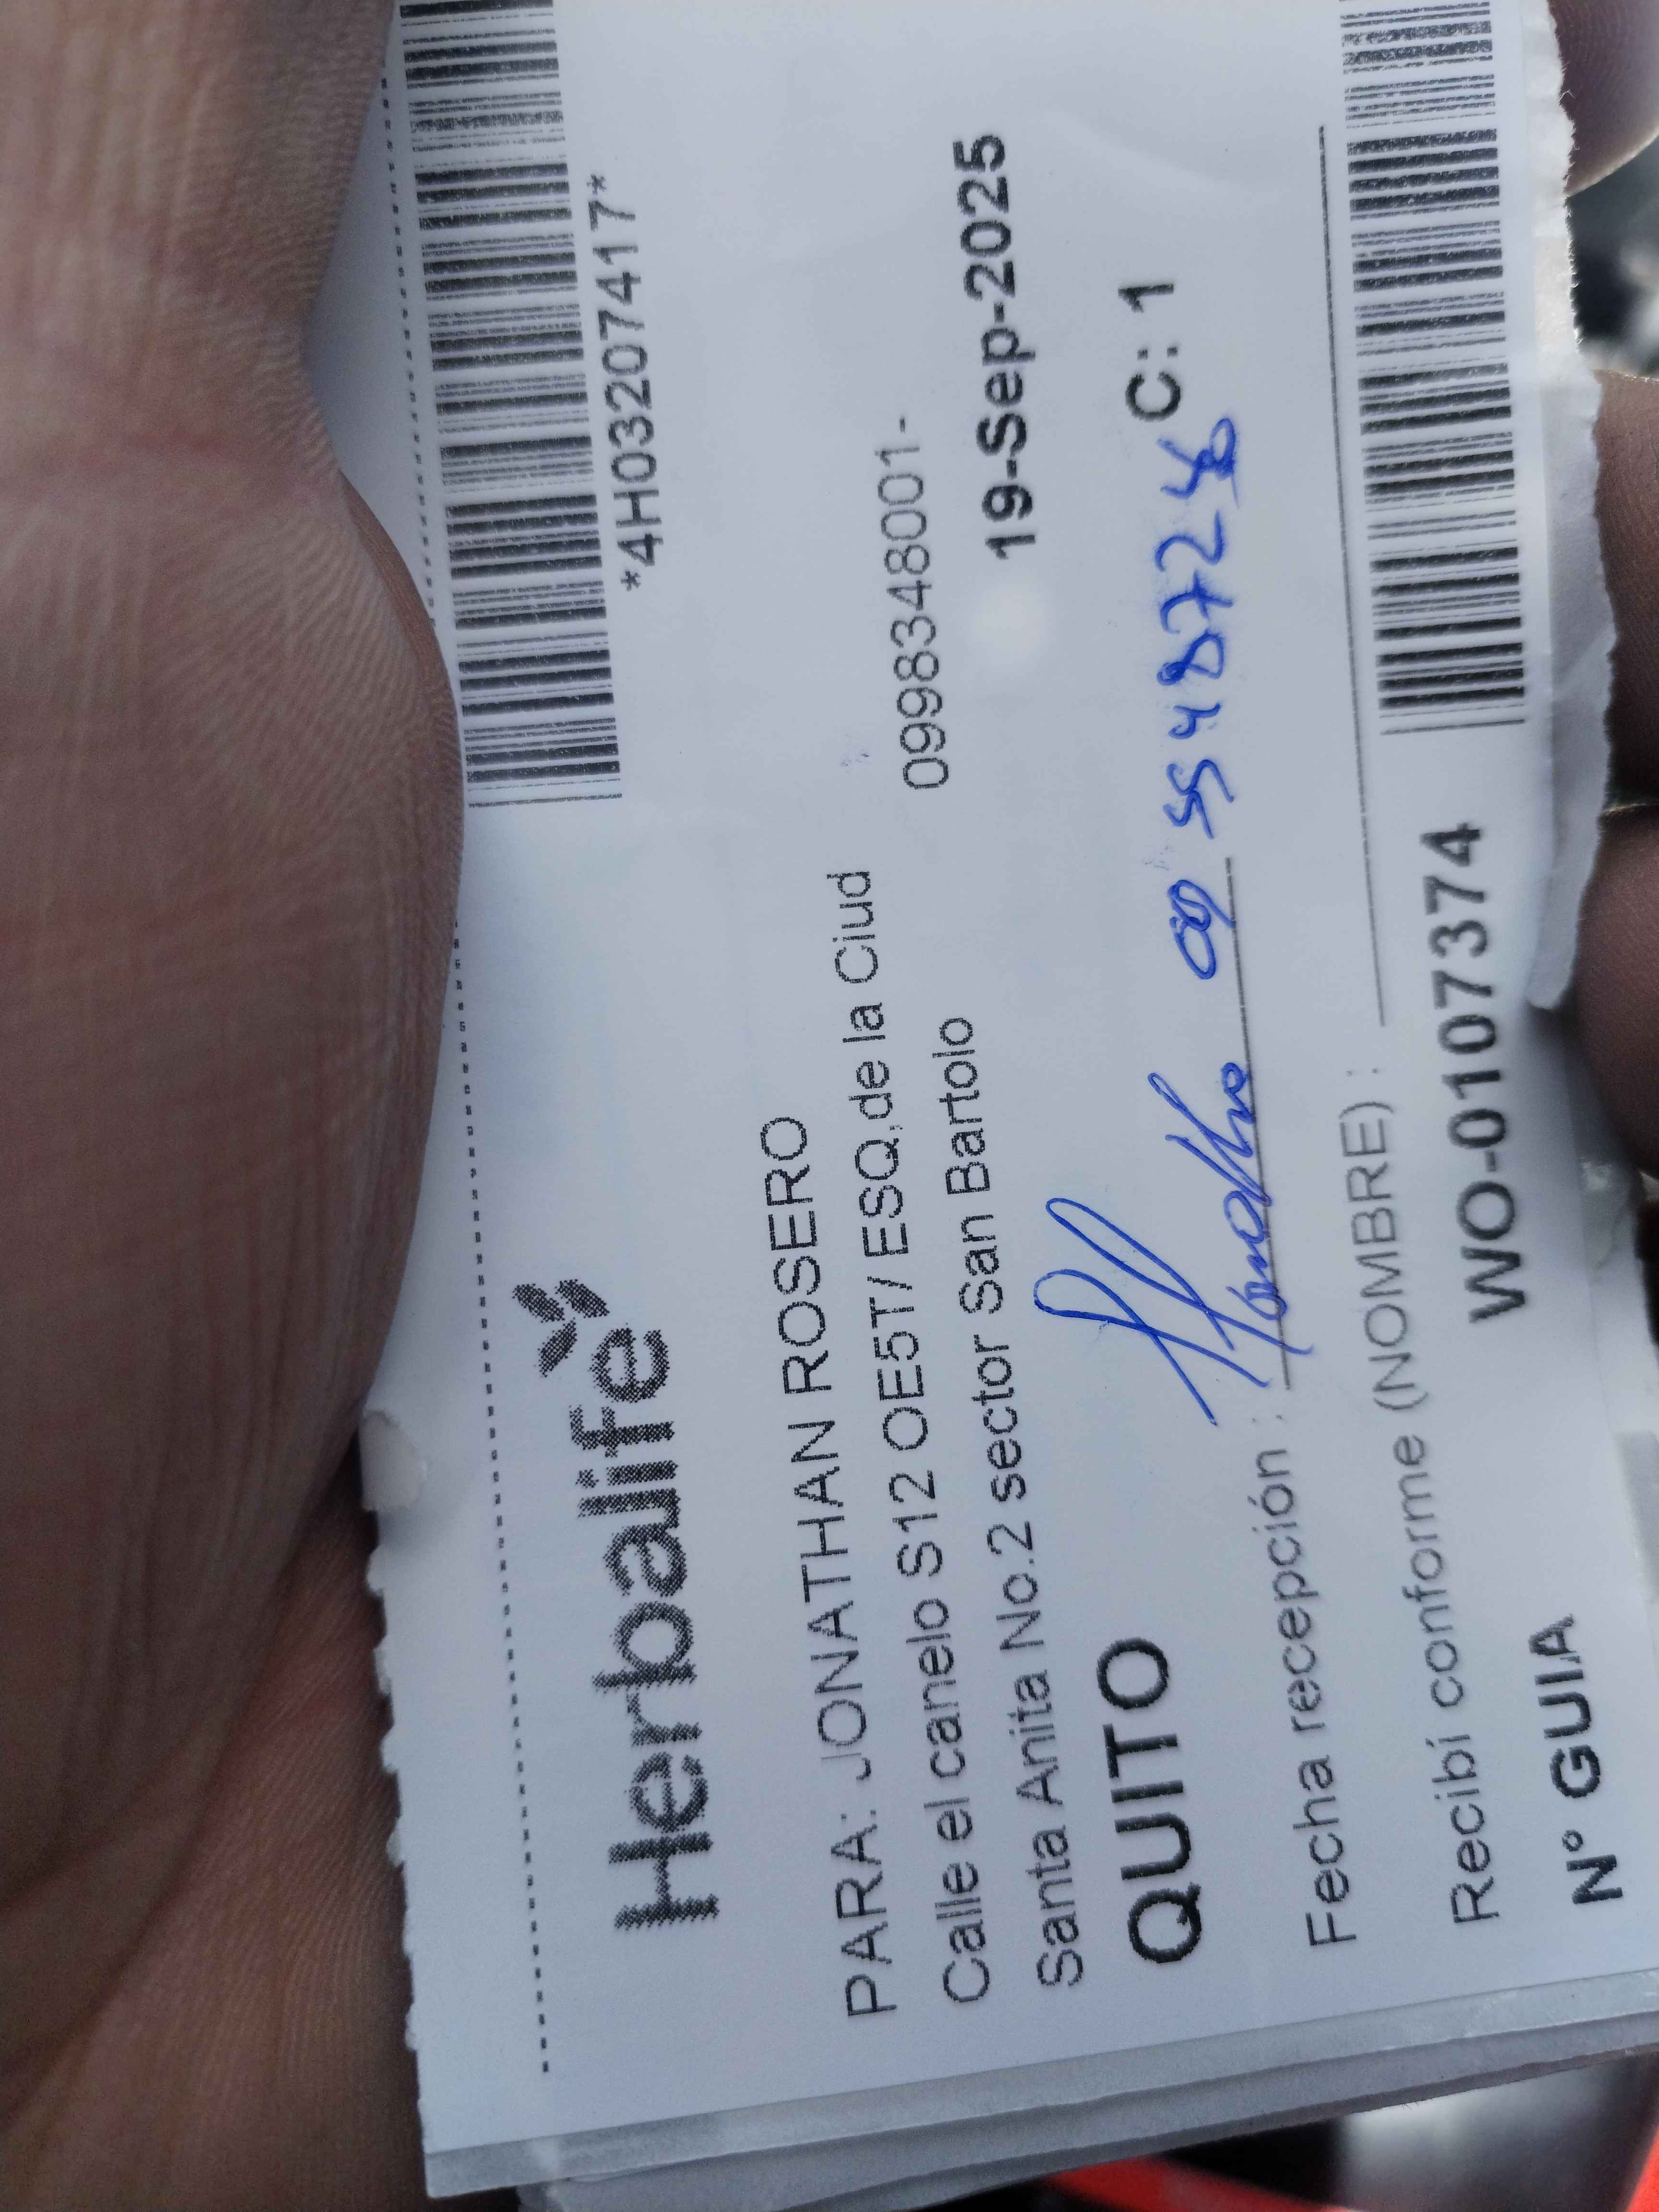 *4H03207417*
Herbalife
PARA: JONATHAN ROSERO
Calle el canelo S12 OE5T/ ESQ,de la Ciud
Santa Anita No.2 sector San Bartolo
0998348001-
QUITO
19-Sep-2025
C: 1
Fecha recepción :
Recibí conforme (NOMBRE) :
Nº GUIA
WO-0107374